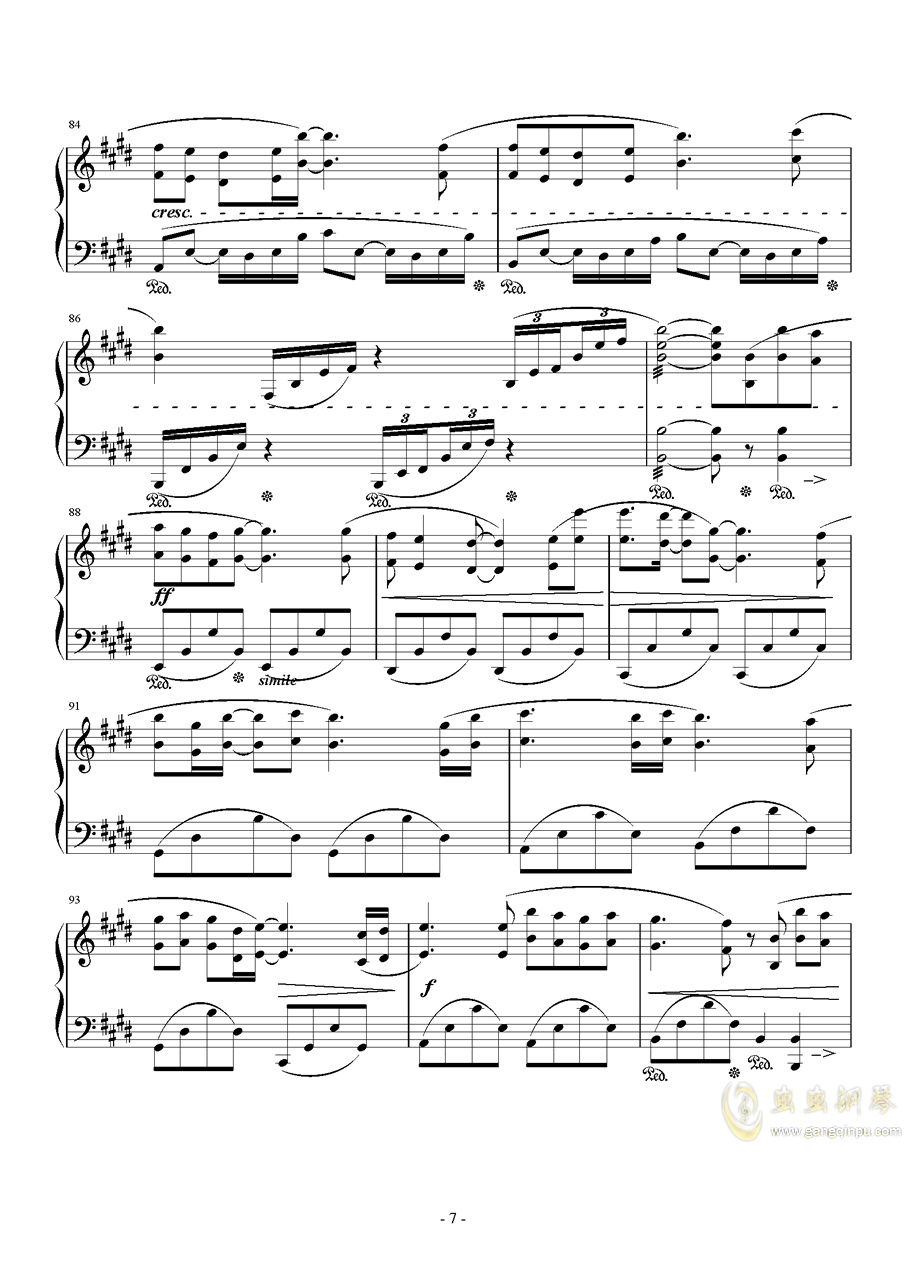 84
cresc.
Ped. Ped.
86
3 3
3 3
Ped. Ped. Ped. Ped.
88
ff
Ped. simile
91
93
f
Ped. Ped.
虫虫钢琴
www.gangqinpu.com
- 7 -